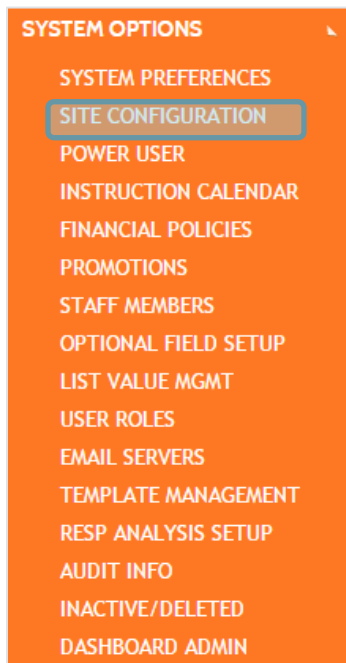 SYSTEM OPTIONS
SYSTEM PREFERENCES
SITE CONFIGURATION
POWER USER
INSTRUCTION CALENDAR
FINANCIAL POLICIES
PROMOTIONS
STAFF MEMBERS
OPTIONAL FIELD SETUP
LIST VALUE MGMT
USER ROLES
EMAIL SERVERS
TEMPLATE MANAGEMENT
RESP ANALYSIS SETUP
AUDIT INFO
INACTIVE/DELETED
DASHBOARD ADMIN